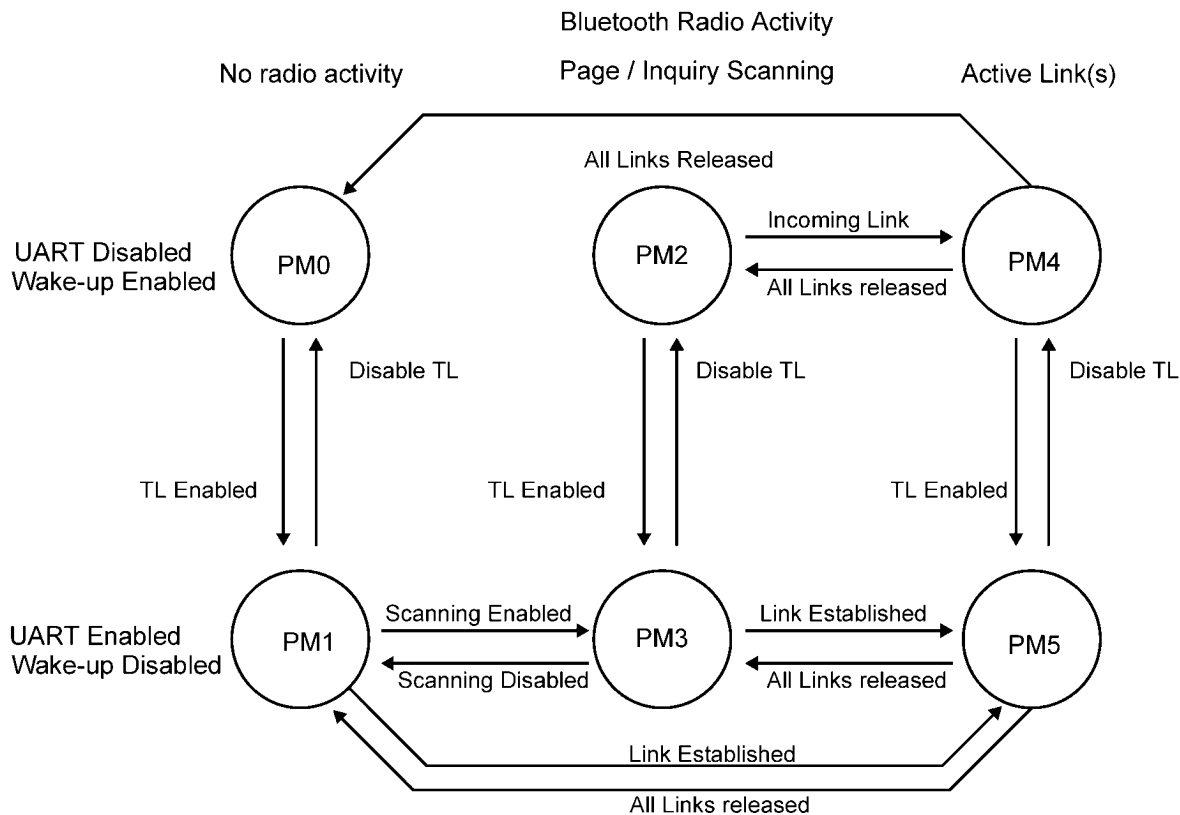 Bluetooth Radio Activity
No radio activity
Page / Inquiry Scanning
Active Link(s)
All Links Released
UART Disabled
Wake-up Enabled
PM0
PM2
Incoming Link
All Links released
PM4
Disable TL
Disable TL
Disable TL
TL Enabled
TL Enabled
TL Enabled
UART Enabled
Wake-up Disabled
PM1
Scanning Enabled
Scanning Disabled
PM3
Link Established
All Links released
PM5
Link Established
All Links released